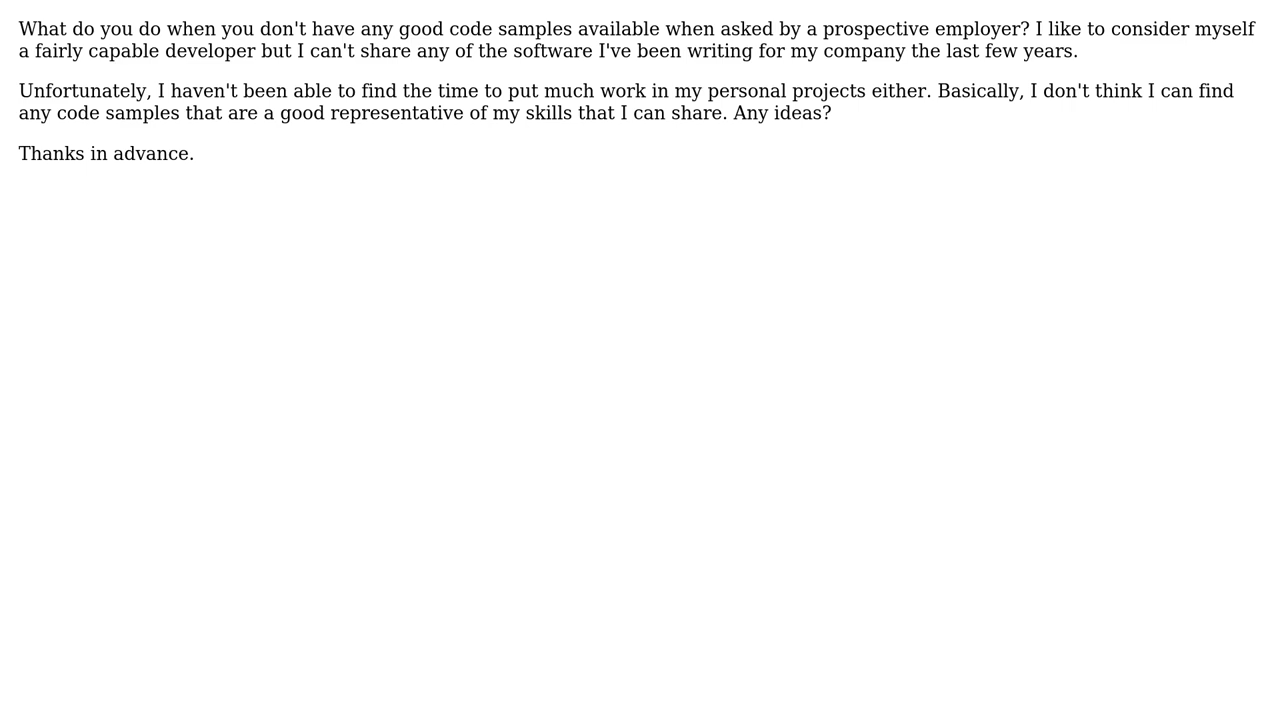 What do you do when you don't have any good code samples available when asked by a prospective employer? I like to consider myself
a fairly capable developer but I can't share any of the software I've been writing for my company the last few years.
Unfortunately, I haven't been able to find the time to put much work in my personal projects either. Basically, I don't think I can find
any code samples that are a good representative of my skills that I can share. Any ideas?
Thanks in advance.